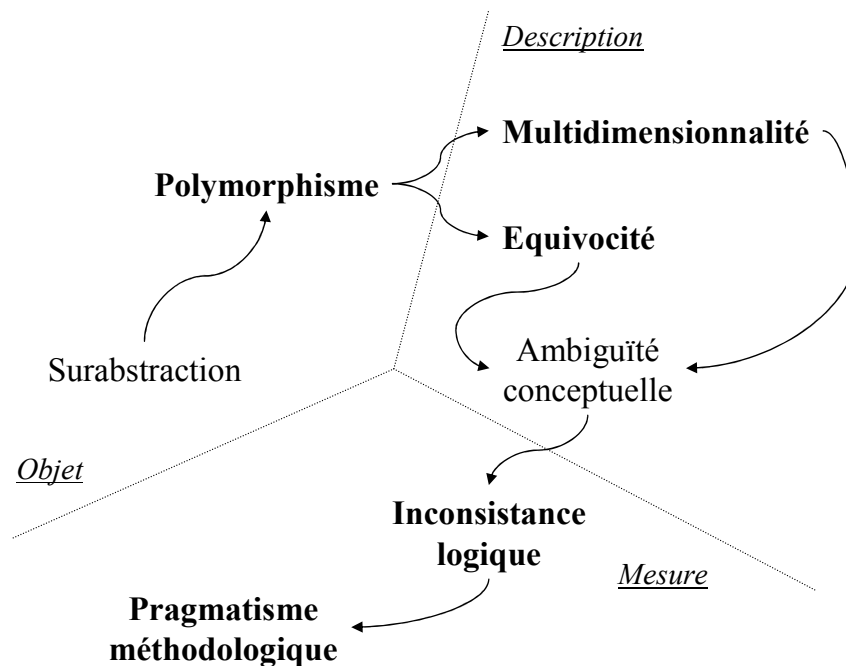 Description
Multidimensionnalité
Polymorphisme
Equivocité
Surabstraction
Ambiguïté
conceptuelle
Objet
Inconsistance
logique
Mesure
Pragmatisme
méthodologique